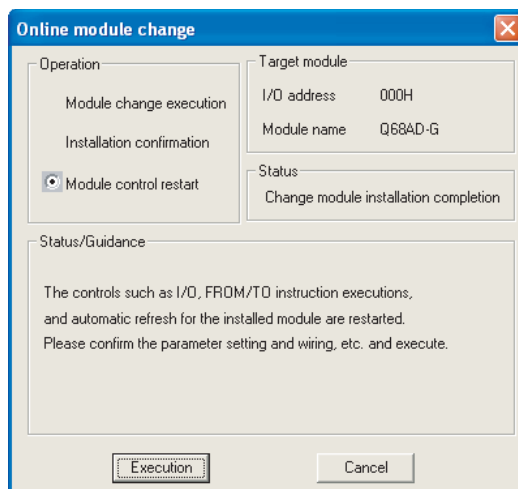 Online module change
Operation
Module change execution
Installation confirmation
Module control restart
Target module
I/O address 000H
Module name Q68AD-G
Status
Change module installation completion
Status/Guidance
The controls such as I/O, FROM/TO instruction executions,
and automatic refresh for the installed module are restarted.
Please confirm the parameter setting and wiring, etc. and execute.
Execution
Cancel